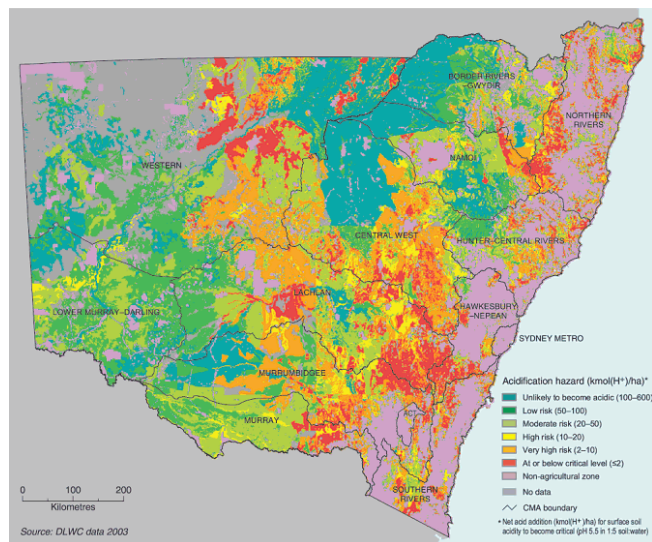 BORDER RIVERS
–GWYDIR
NORTHERN
RIVERS
WESTERN
NAMOI
CENTRAL WEST
HUNTER–CENTRAL RIVERS
LACHLAN
HAWKESBURY
–NEPEAN
LOWER MURRAY–DARLING
SYDNEY METRO
MURRUMBIDGEE
MURRAY
ACT
SOUTHERN
RIVERS
Acidification hazard (kmol(H⁺)/ha)*
Unlikely to become acidic (100–600)
Low risk (50–100)
Moderate risk (20–50)
High risk (10–20)
Very high risk (2–10)
At or below critical level (≤2)
Non-agricultural zone
No data
CMA boundary
* Net acid addition (kmol(H⁺)/ha) for surface soil
acidity to become critical (pH 5.5 in 1:5 soil:water)
0 100 200
Kilometres
Source: DLWC data 2003